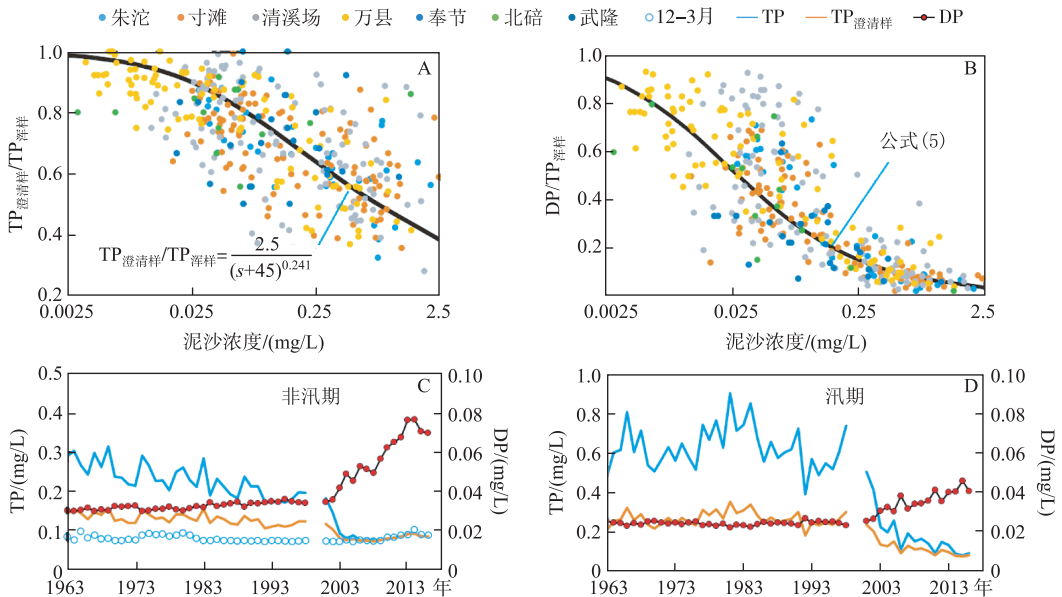 朱沱 寸滩 清溪场 万县 奉节 北碚 武隆 12–3月 TP TP澄清样 DP
A
TP澄清样/TP浑样
1.0
0.8
0.6
0.4
0.2
TP澄清样/TP浑样=2.5/(s+45)^0.241
0.0025 0.025 0.25 2.5
泥沙浓度/(mg/L)
B
DP/TP浑样
1.0
0.8
0.6
0.4
0.2
公式(5)
0.0025 0.025 0.25 2.5
泥沙浓度/(mg/L)
C
非汛期
TP/(mg/L)
0.5
0.4
0.3
0.2
0.1
0
DP/(mg/L)
0.10
0.08
0.06
0.04
0.02
0
1963 1973 1983 1993 2003 2013 年
D
汛期
TP/(mg/L)
1.0
0.8
0.6
0.4
0.2
0
DP/(mg/L)
0.10
0.08
0.06
0.04
0.02
0
1963 1973 1983 1993 2003 2013 年